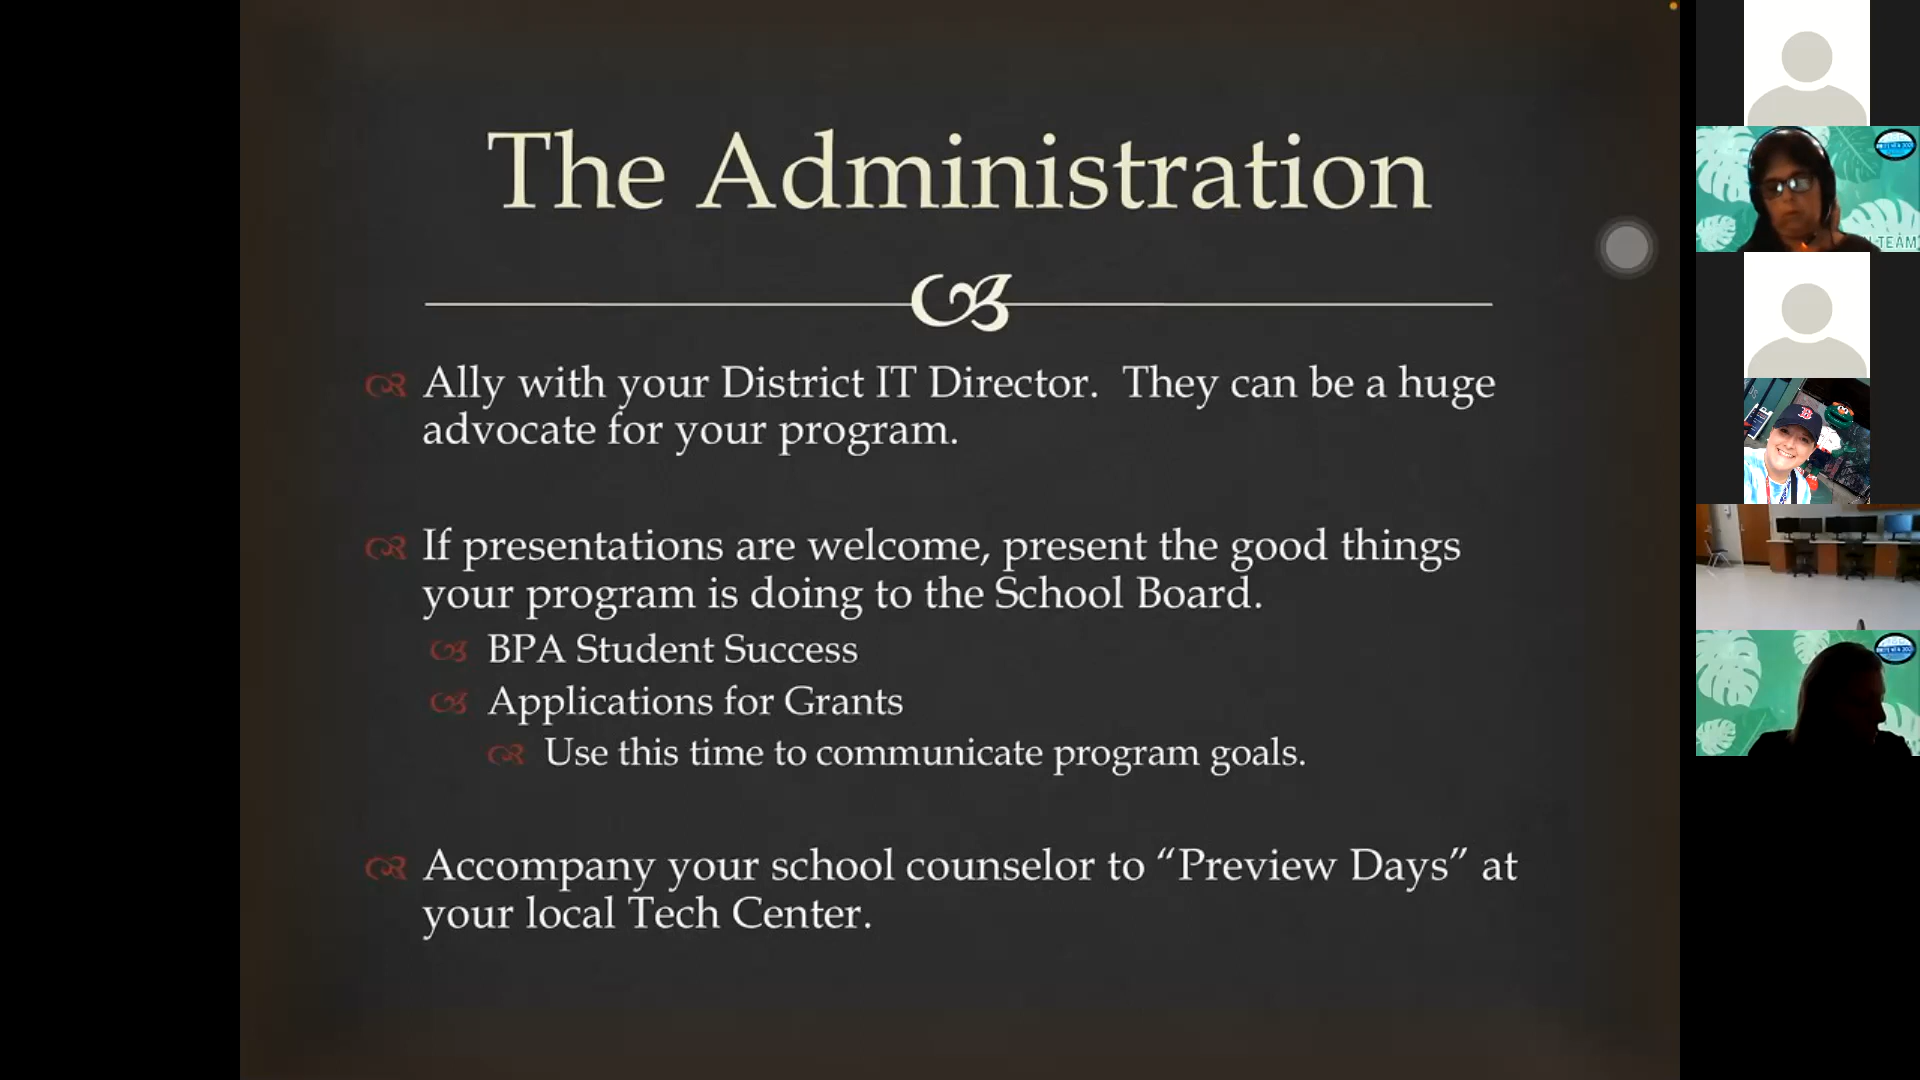 The Administration
Ally with your District IT Director.  They can be a huge
advocate for your program.
If presentations are welcome, present the good things
your program is doing to the School Board.
BPA Student Success
Applications for Grants
Use this time to communicate program goals.
Accompany your school counselor to “Preview Days” at
your local Tech Center.
TEAM
B